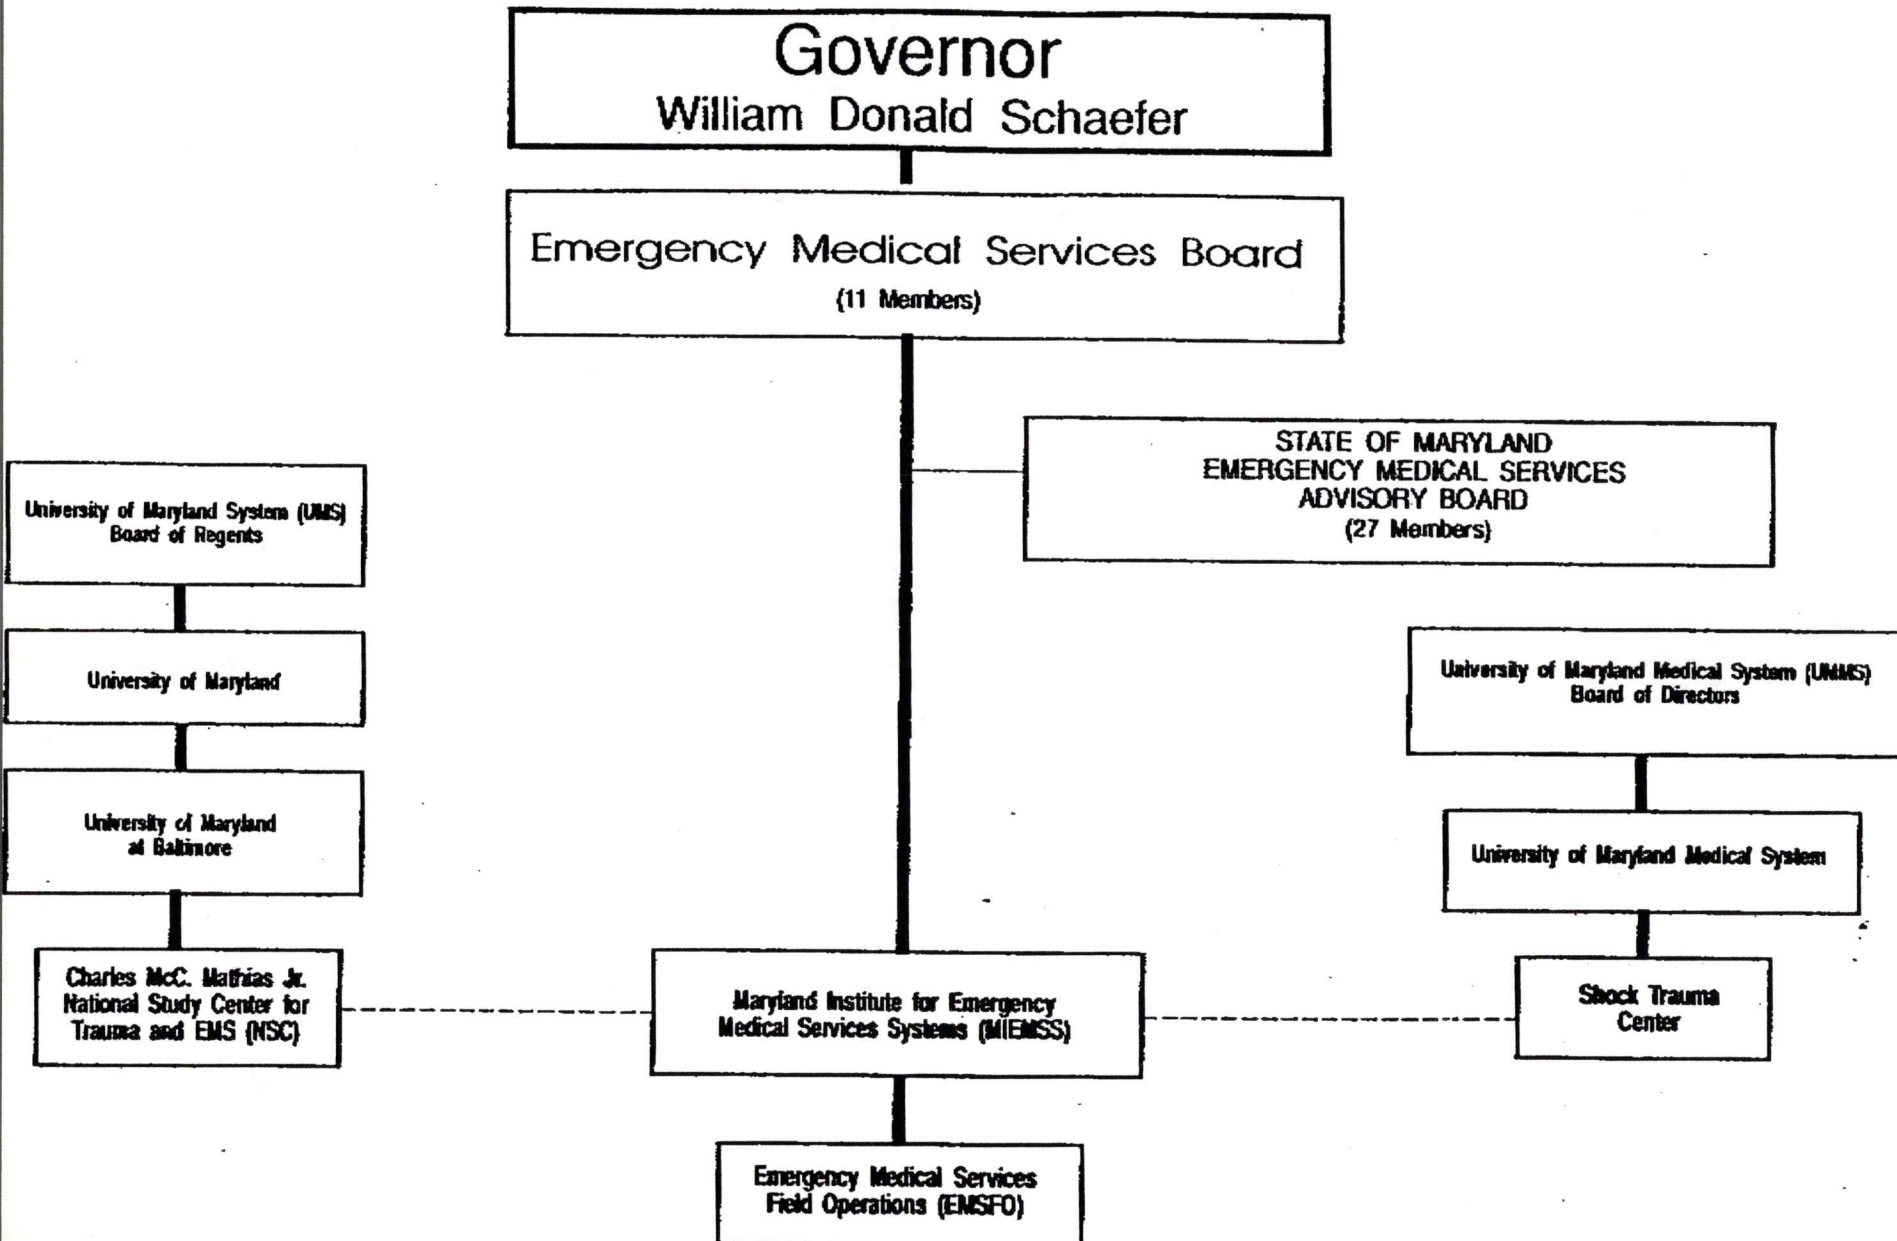 Governor
William Donald Schaefer
Emergency Medical Services Board
(11 Members)
STATE OF MARYLAND
EMERGENCY MEDICAL SERVICES
ADVISORY BOARD
(27 Members)
University of Maryland System (UMS)
Board of Regents
University of Maryland
University of Maryland
at Baltimore
Charles McC. Mathias Jr.
National Study Center for
Trauma and EMS (NSC)
University of Maryland Medical System (UMMS)
Board of Directors
University of Maryland Medical System
Shock Trauma
Center
Maryland Institute for Emergency
Medical Services Systems (MIEMSS)
Emergency Medical Services
Field Operations (EMSFO)